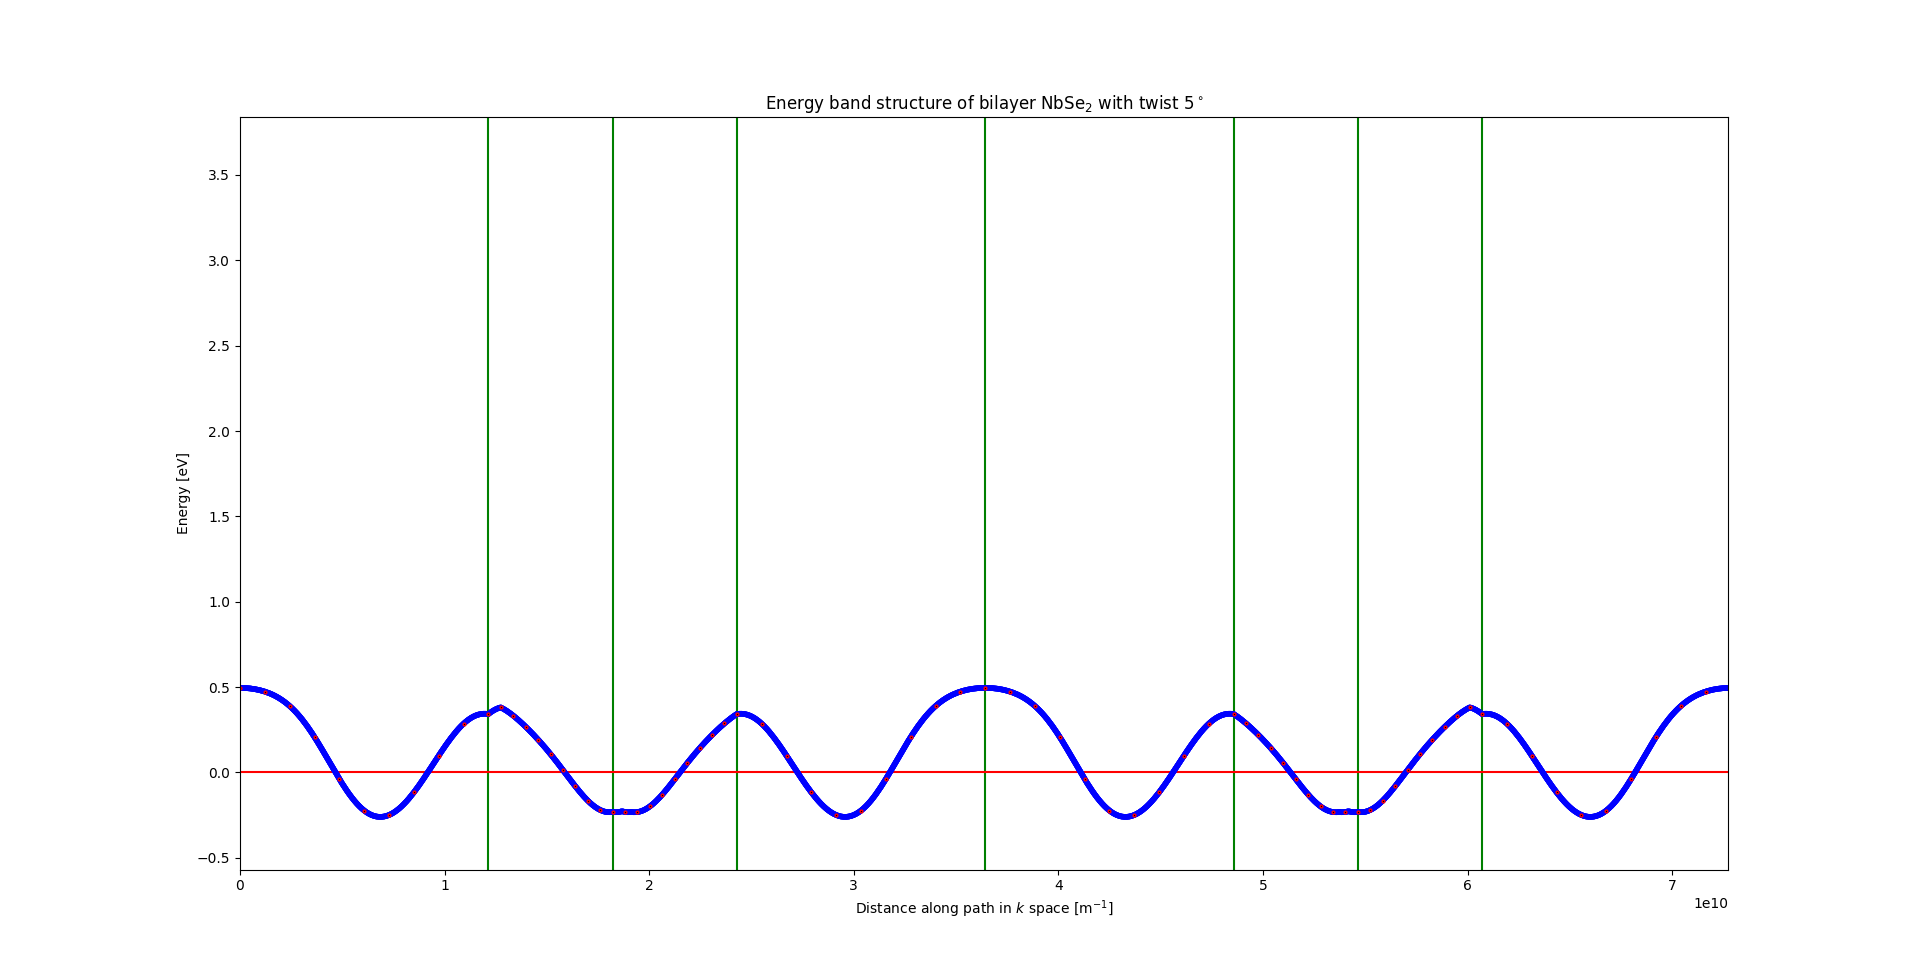 Energy band structure of bilayer NbSe₂ with twist 5°
3.5
3.0
2.5
2.0
1.5
1.0
0.5
0.0
−0.5
Energy [eV]
0 1 2 3 4 5 6 7
1e10
Distance along path in k space [m⁻¹]